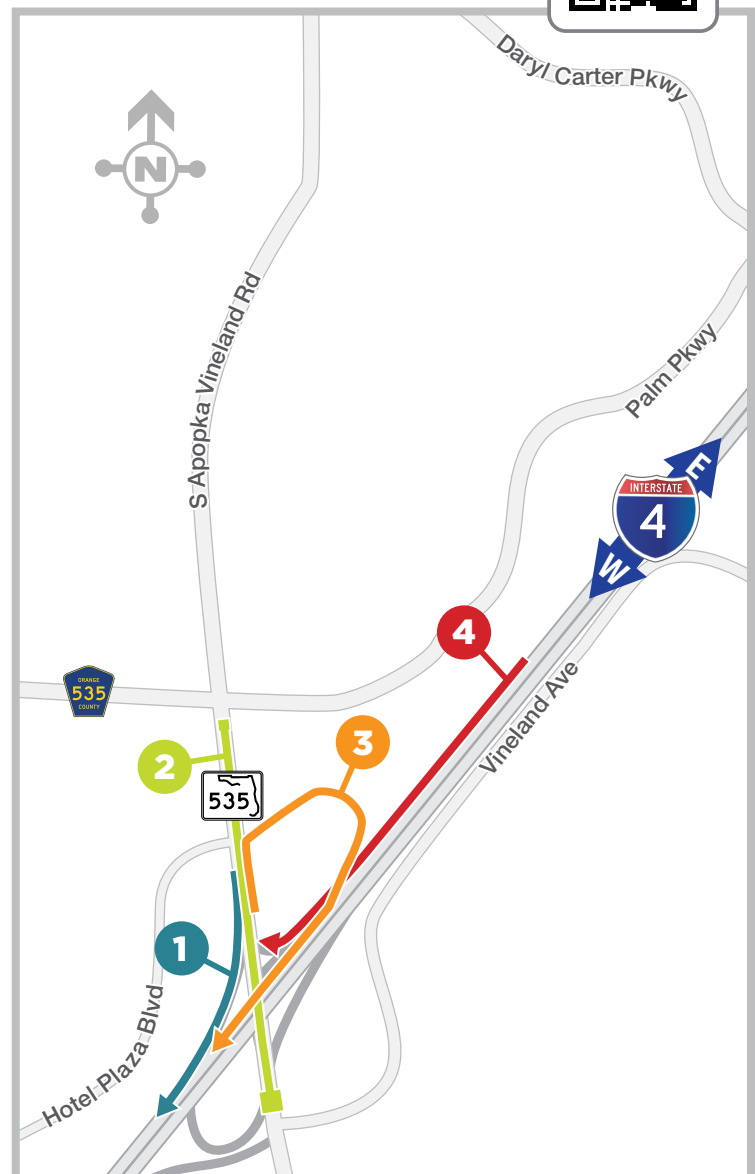 Daryl Carter Pkwy
N
S Apopka Vineland Rd
Palm Pkwy
E
INTERSTATE
4
W
4
Vineland Ave
ORANGE
535
COUNTY
3
2
535
1
Hotel Plaza Blvd